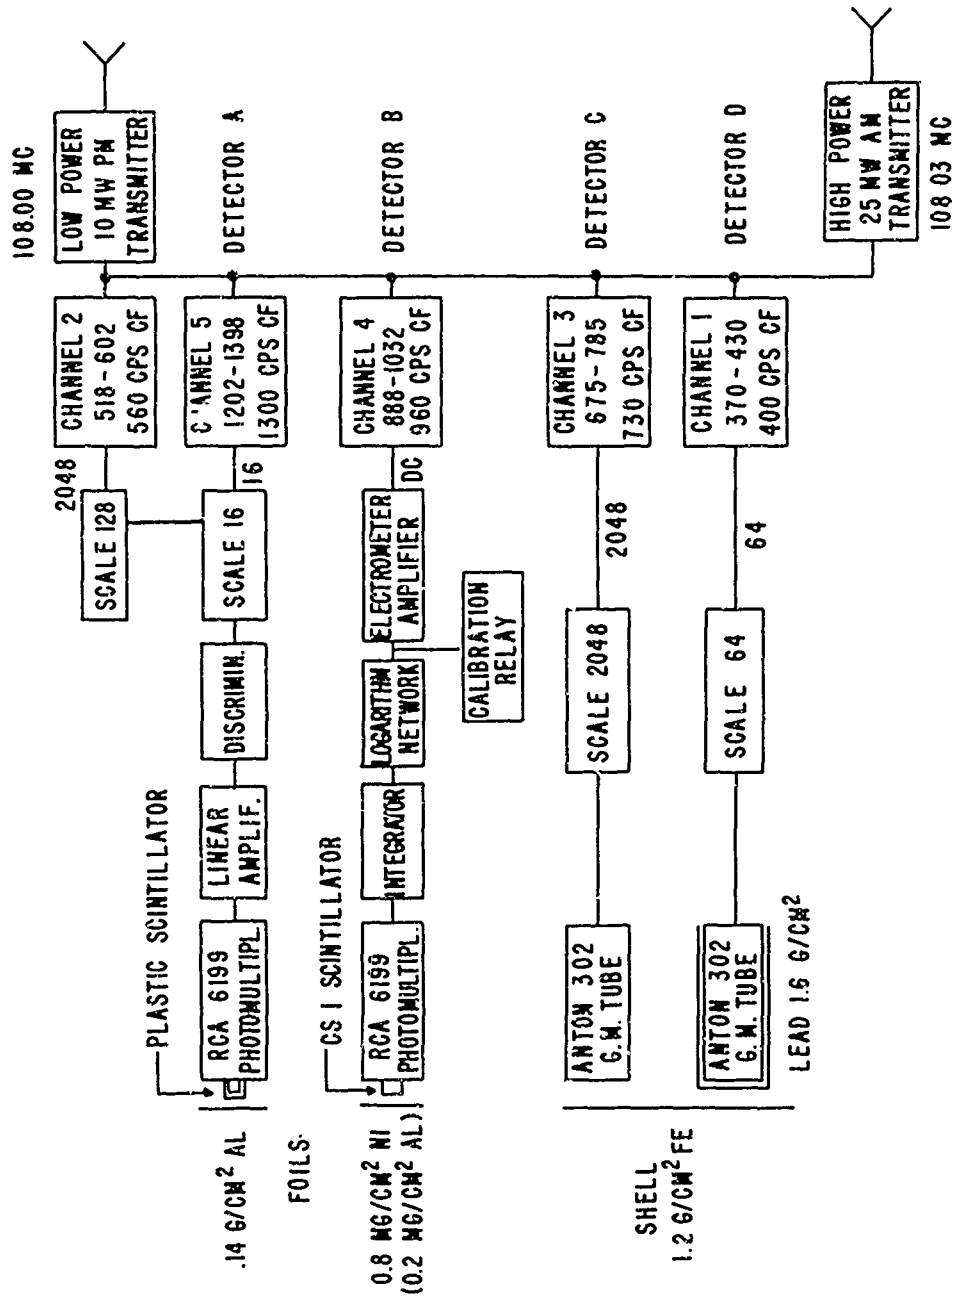 108.00 MC
LOW POWER
10 MW PM
TRANSMITTER
CHANNEL 2
518-602
560 CPS CF
2048
SCALE 128
DETECTOR A
C'ANNEL 5
1202-1398
1300 CPS CF
16
SCALE 16
DISCRIMIN.
LINEAR
AMPLIF.
PLASTIC SCINTILLATOR
RCA 6199
PHOTOMULTIPL.
.14 G/CM² AL
FOILS.
DETECTOR B
CHANNEL 4
888-1032
960 CPS CF
DC
ELECTROMETER
AMPLIFIER
CALIBRATION
RELAY
LOGARITHM
NETWORK
INTEGRATOR
CS I SCINTILLATOR
RCA 6199
PHOTOMULTIPL.
0.8 MG/CM² NI
(0.2 MG/CM² AL)
DETECTOR C
CHANNEL 3
675-785
730 CPS CF
2048
SCALE 2048
ANTON 302
G.M. TUBE
DETECTOR D
CHANNEL 1
370-430
400 CPS CF
64
SCALE 64
ANTON 302
G.M. TUBE
LEAD 1.6 G/CM²
SHELL
1.2 G/CM² FE
HIGH POWER
25 MW AM
TRANSMITTER
108 03 MC